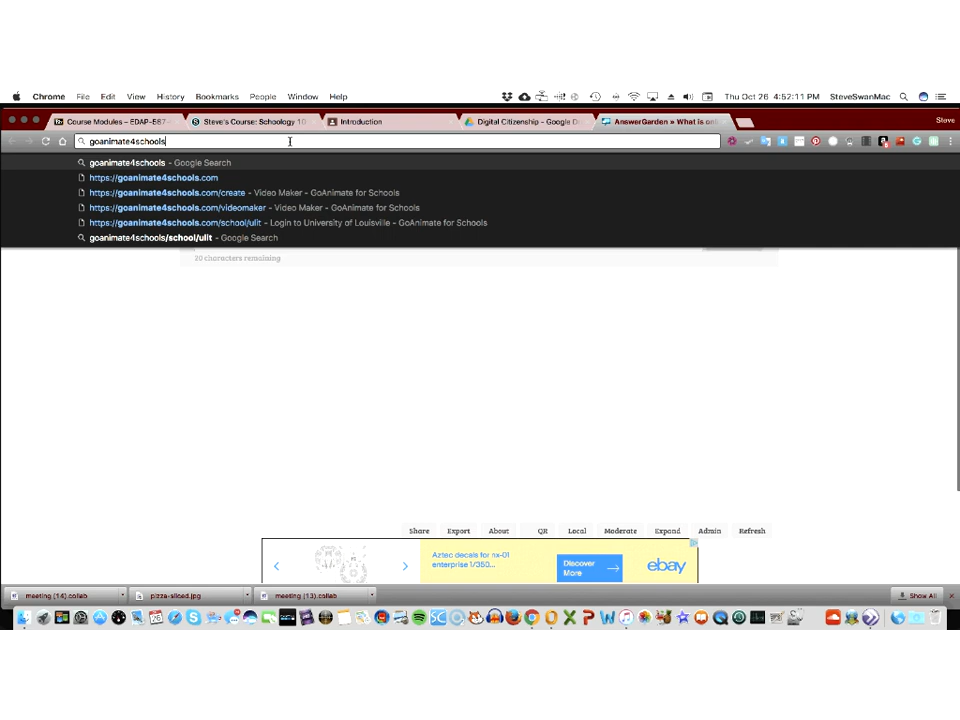 Chrome File Edit View History Bookmarks People Window Help Thu Oct 26 4:52:11 PM SteveSwanMac
Course Modules – EDAP-587- Steve's Course: Schoology 10 Introduction Digital Citizenship - Google D AnswerGarden » What is onl Steve
goanimate4schools
goanimate4schools - Google Search
https://goanimate4schools.com
https://goanimate4schools.com/create - Video Maker - GoAnimate for Schools
https://goanimate4schools.com/videomaker - Video Maker - GoAnimate for Schools
https://goanimate4schools.com/school/ullt - Login to University of Louisville - GoAnimate for Schools
goanimate4schools/school/ullt - Google Search
20 characters remaining
Share Export About QR Local Moderate Expand Admin Refresh
Aztec decals for nx-01
enterprise 1/350...
Discover
More
ebay
meeting (14).collab pizza-sliced.jpg meeting (13).collab Show All